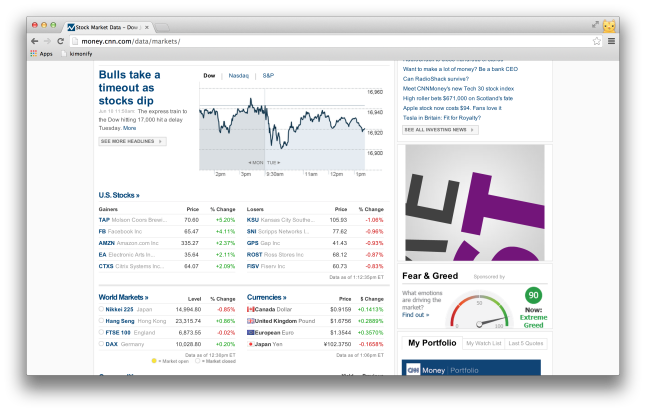 Stock Market Data – Dow J
money.cnn.com/data/markets/
Apps kimonify
Bulls take a
timeout as
stocks dip
The express train to
the Dow hitting 17,000 hit a delay
Tuesday. More
SEE MORE HEADLINES
Dow Nasdaq S&P
16,960
16,940
16,920
16,900
MON TUE
2pm 3pm 9:30am 11am 12pm 1pm
Want to make a lot of money? Be a bank CEO
Can RadioShack survive?
Meet CNNMoney's new Tech 30 stock index
High roller bets $671,000 on Scotland's fate
Apple stock now costs $94. Fans love it
Tesla in Britain: Fit for Royalty?
SEE ALL INVESTING NEWS
U.S. Stocks »
Gainers Price % Change
TAP Molson Coors Brew... 70.60 +5.20%
FB Facebook Inc 65.47 +4.11%
AMZN Amazon.com Inc 335.27 +2.37%
EA Electronic Arts In... 35.64 +2.11%
CTXS Citrix Systems Inc... 64.07 +2.09%
Losers Price % Change
KSU Kansas City Southe... 105.93 -1.06%
SNI Scripps Networks I... 77.62 -0.96%
GPS Gap Inc 41.43 -0.93%
ROST Ross Stores Inc 68.12 -0.87%
FISV Fiserv Inc 60.73 -0.83%
Data as of 1:12:35pm ET
World Markets » Level % Change
Nikkei 225 Japan 14,994.80 -0.85%
Hang Seng Hong Kong 23,315.74 +0.86%
FTSE 100 England 6,873.55 -0.02%
DAX Germany 10,028.80 +0.20%
Data as of 12:38pm ET
= Market open = Market closed
Currencies » Price $ Change
Canada Dollar $0.9159 +0.1413%
United Kingdom Pound $1.6756 +0.2889%
European Euro $1.3544 +0.3570%
Japan Yen ¥102.3750 -0.1658%
Data as of 1:06pm ET
IE
ST
Fear & Greed Sponsored by
What emotions
are driving the
market?
Find out »
0 50 100
90
Now:
Extreme
Greed
My Portfolio My Watch List Last 5 Quotes
CNN Money Portfolio